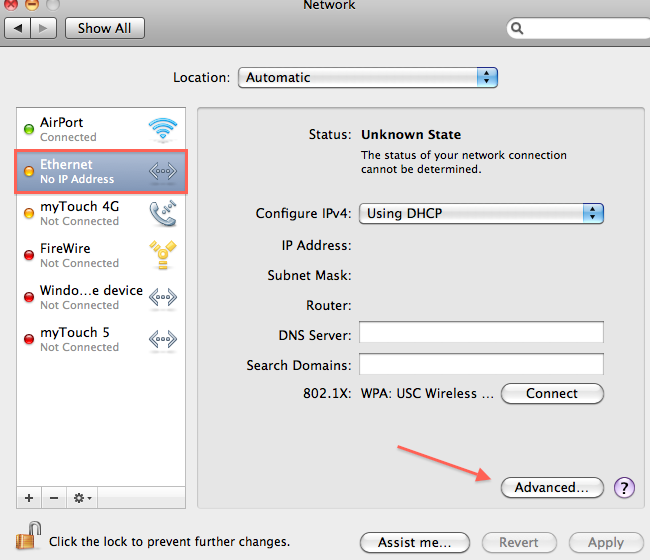 Network
Show All
Location: Automatic
AirPort
Connected
Ethernet
No IP Address
myTouch 4G
Not Connected
FireWire
Not Connected
Windo...e device
Not Connected
myTouch 5
Not Connected
Status: Unknown State
The status of your network connection
cannot be determined.
Configure IPv4: Using DHCP
IP Address:
Subnet Mask:
Router:
DNS Server:
Search Domains:
802.1X: WPA: USC Wireless ... Connect
Advanced... ?
Click the lock to prevent further changes.
Assist me... Revert Apply